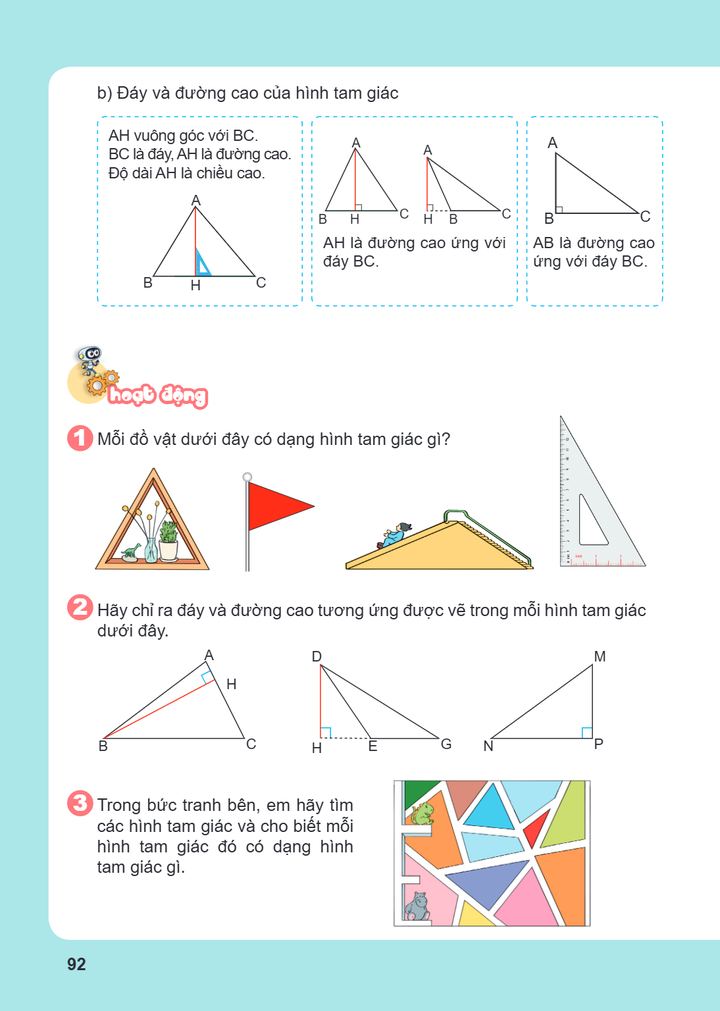 b) Đáy và đường cao của hình tam giác
AH vuông góc với BC.
BC là đáy, AH là đường cao.
Độ dài AH là chiều cao.
A
B
H
C
A
B
H
C
A
H
B
C
AH là đường cao ứng với
đáy BC.
A
B
C
AB là đường cao
ứng với đáy BC.
hoạt động
1 Mỗi đồ vật dưới đây có dạng hình tam giác gì?
2 Hãy chỉ ra đáy và đường cao tương ứng được vẽ trong mỗi hình tam giác
dưới đây.
A
H
B
C
D
H
E
G
M
N
P
3 Trong bức tranh bên, em hãy tìm
các hình tam giác và cho biết mỗi
hình tam giác đó có dạng hình
tam giác gì.
92